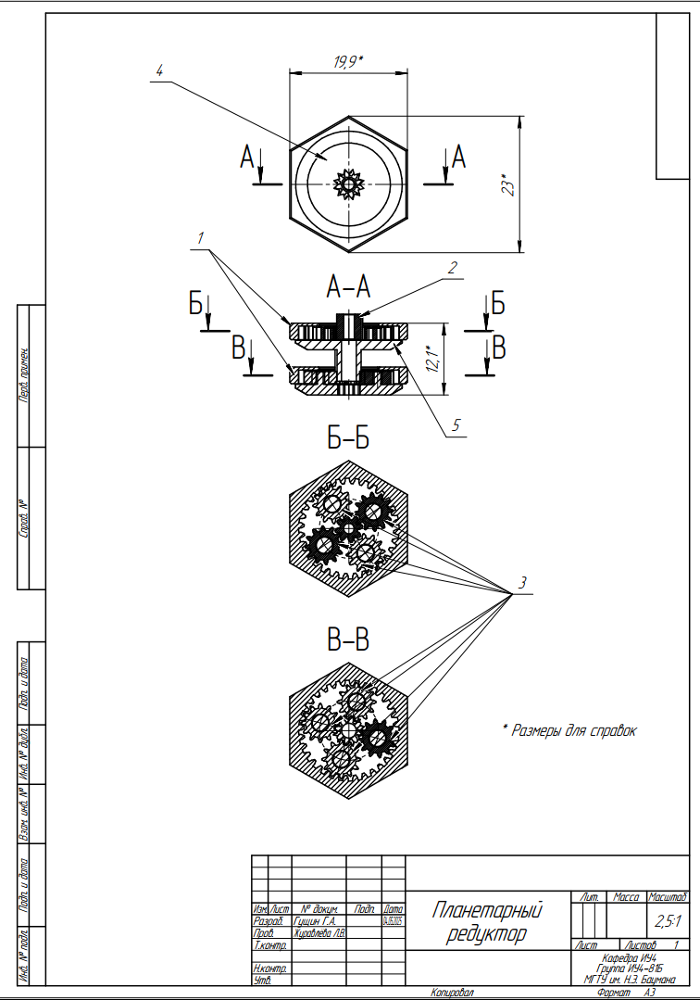 19,9*
4
А
А
23*
1
А–А
2
Б
Б
В
В
12,1*
5
Б–Б
3
В–В
* Размеры для справок
Перв. примен.
Справ. №
Подп. и дата
Инв. № дубл.
Взам. инв. №
Подп. и дата
Инв. № подл.
Изм. Лист № докум. Подп. Дата
Разраб. Гущин Г.А.
Пров. Журавлева Л.В.
Т.контр.
Н.контр.
Утв.
Планетарный
редуктор
Лит. Масса Масштаб
2,5:1
Лист Листов 1
Кафедра ИУ4
Группа ИУ4-81Б
МГТУ им. Н.Э. Баумана
Копировал Формат А3